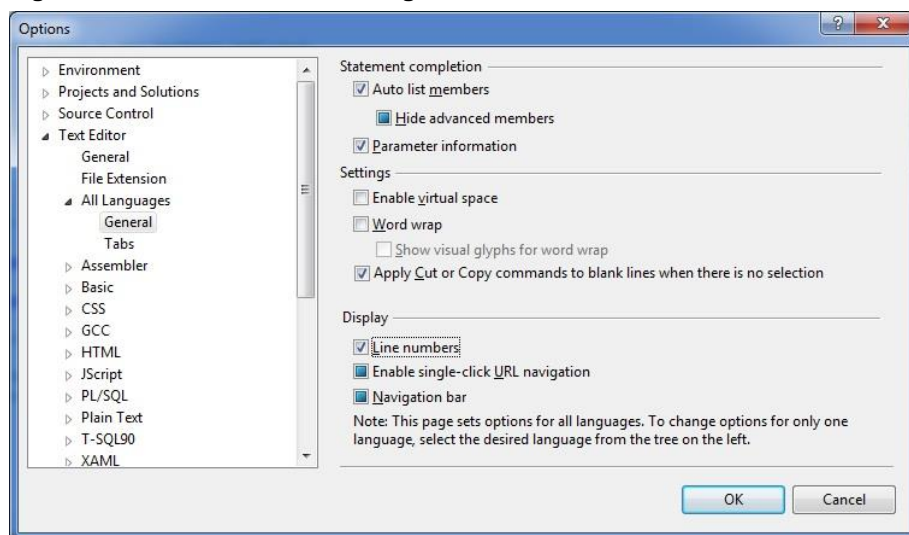 Options
Environment
Projects and Solutions
Source Control
Text Editor
General
File Extension
All Languages
General
Tabs
Assembler
Basic
CSS
GCC
HTML
JScript
PL/SQL
Plain Text
T-SQL90
XAML
Statement completion
Auto list members
Hide advanced members
Parameter information
Settings
Enable virtual space
Word wrap
Show visual glyphs for word wrap
Apply Cut or Copy commands to blank lines when there is no selection
Display
Line numbers
Enable single-click URL navigation
Navigation bar
Note: This page sets options for all languages. To change options for only one
language, select the desired language from the tree on the left.
OK
Cancel